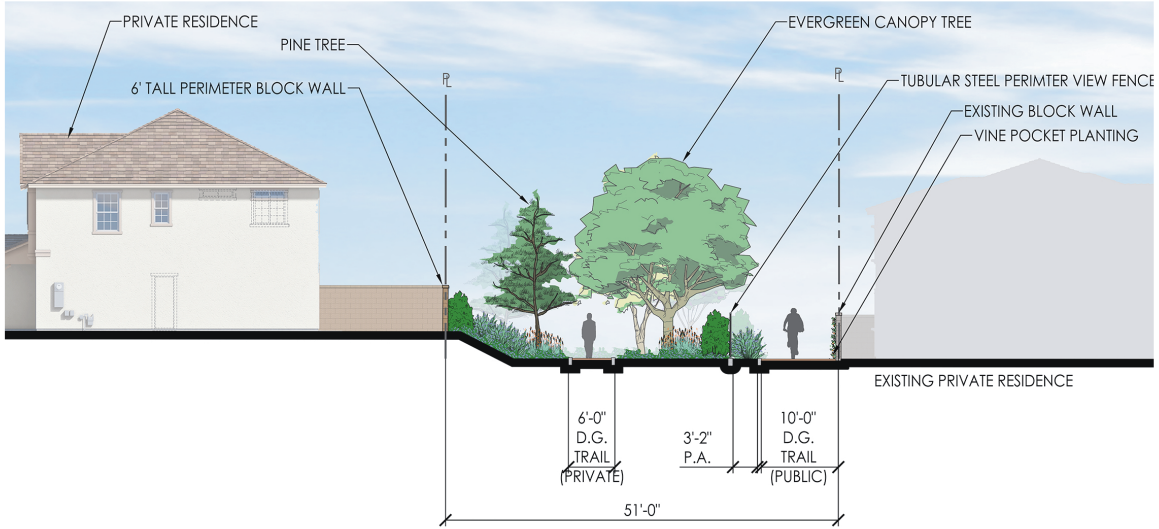 PRIVATE RESIDENCE
PINE TREE
6' TALL PERIMETER BLOCK WALL
PL
EVERGREEN CANOPY TREE
PL
TUBULAR STEEL PERIMTER VIEW FENCE
EXISTING BLOCK WALL
VINE POCKET PLANTING
EXISTING PRIVATE RESIDENCE
6'-0"
D.G.
TRAIL
(PRIVATE)
3'-2"
P.A.
10'-0"
D.G.
TRAIL
(PUBLIC)
51'-0"